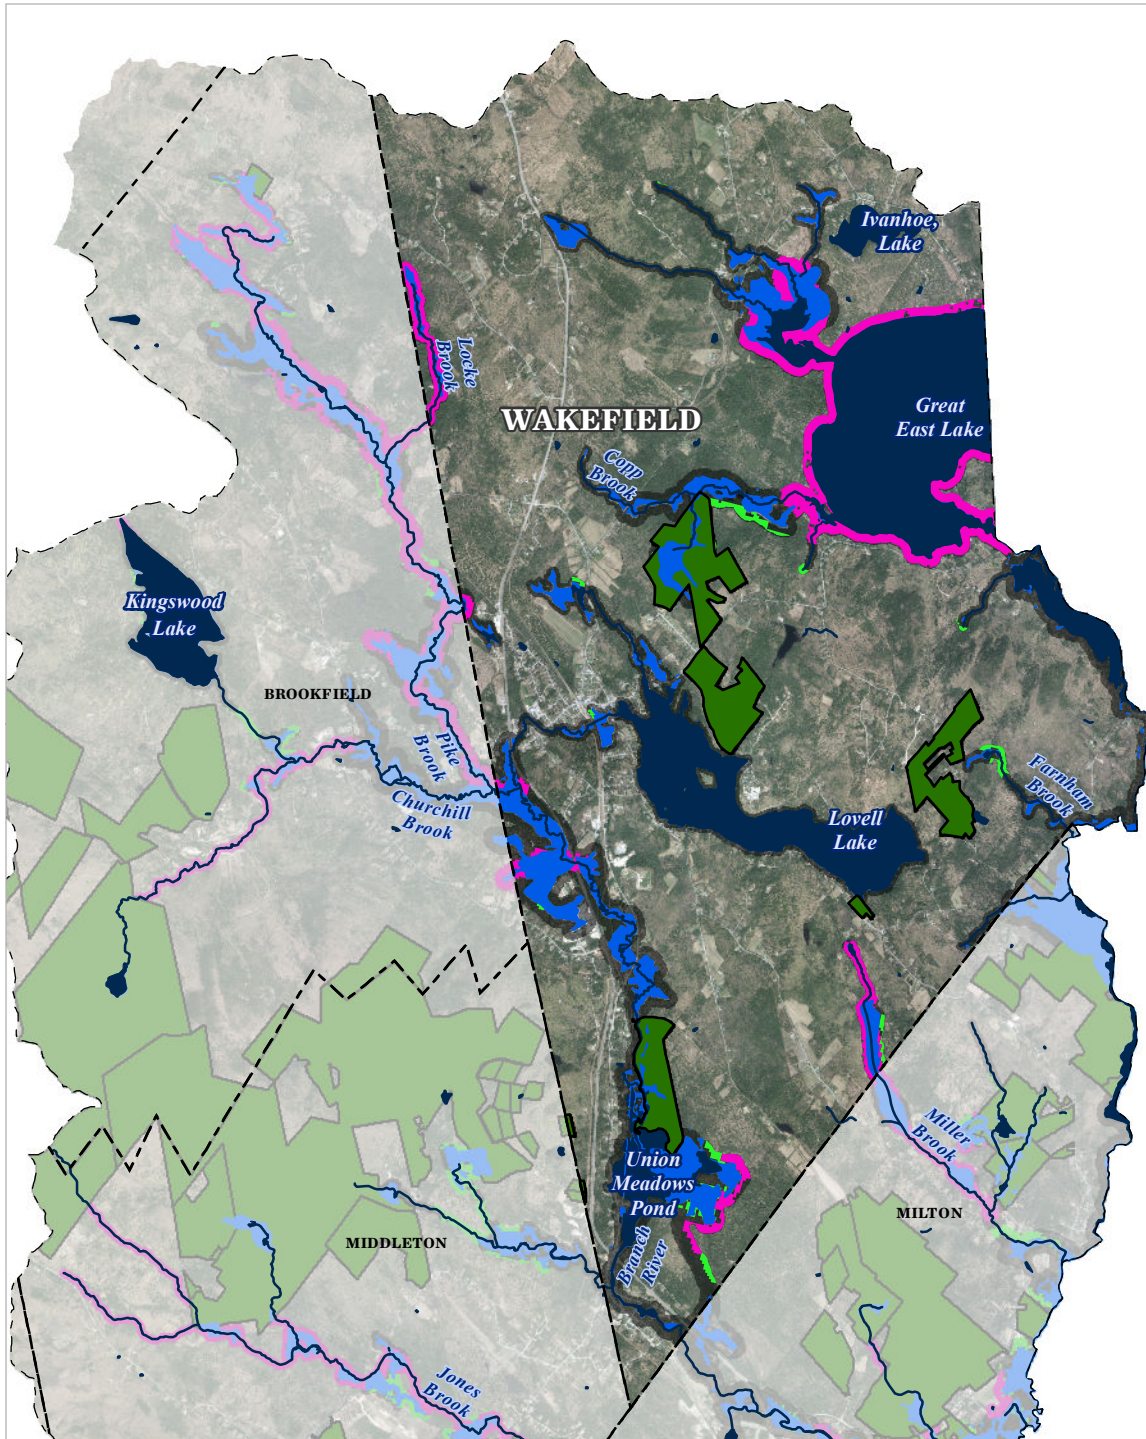 Ivanhoe,
Lake
Locke
Brook
Great
East Lake
WAKEFIELD
Copp
Brook
Kingswood
Lake
BROOKFIELD
Pike
Brook
Churchill
Brook
Farnham
Brook
Lovell
Lake
Miller
Brook
Union
Meadows
Pond
MILTON
MIDDLETON
Branch
River
Jones
Brook